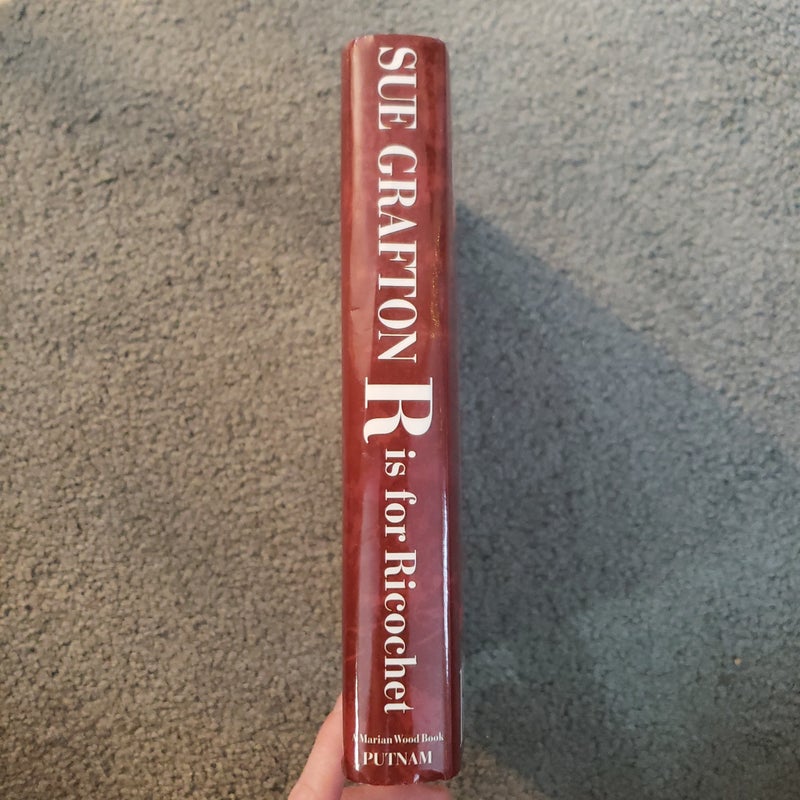 SUE GRAFTON
R is for Ricochet
A Marian Wood Book
PUTNAM